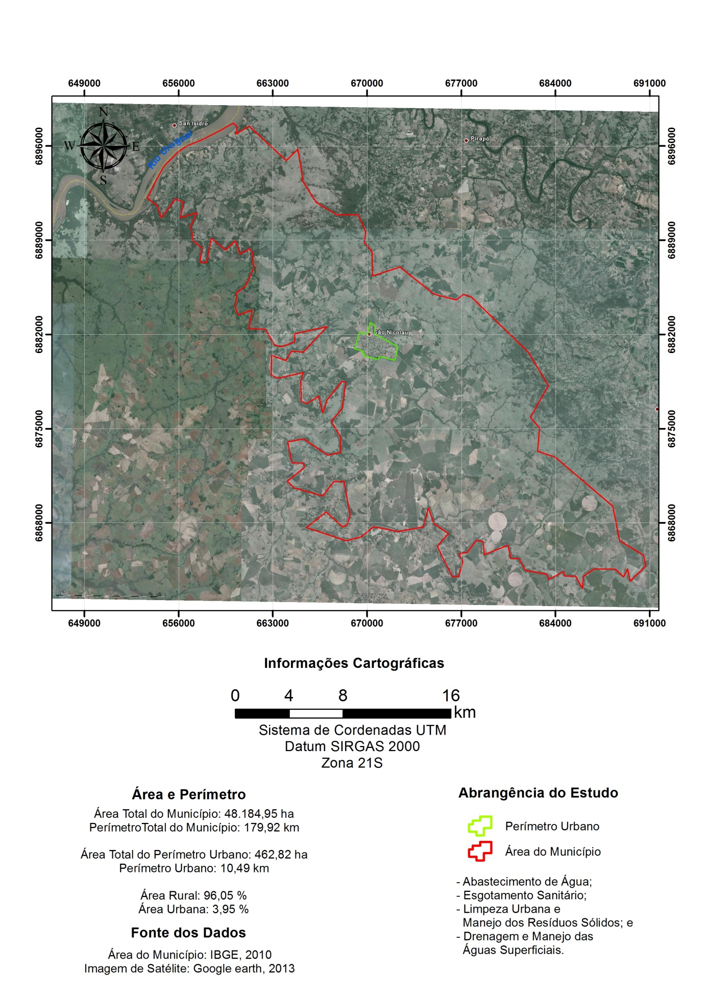 649000 656000 663000 670000 677000 684000 691000
N
San Isidro
Rio Uruguai
Pirapó
W E
S
6896000 6896000
6889000 6889000
6882000 6882000
São Nicolau
6875000 6875000
6868000 6868000
649000 656000 663000 670000 677000 684000 691000
Informações Cartográficas
0 4 8 16
km
Sistema de Cordenadas UTM
Datum SIRGAS 2000
Zona 21S
Área e Perímetro
Área Total do Município: 48.184,95 ha
PerímetroTotal do Município: 179,92 km
Área Total do Perímetro Urbano: 462,82 ha
Perímetro Urbano: 10,49 km
Área Rural: 96,05 %
Área Urbana: 3,95 %
Fonte dos Dados
Área do Município: IBGE, 2010
Imagem de Satélite: Google earth, 2013
Abrangência do Estudo
Perímetro Urbano
Área do Município
- Abastecimento de Água;
- Esgotamento Sanitário;
- Limpeza Urbana e
Manejo dos Resíduos Sólidos; e
- Drenagem e Manejo das
Águas Superficiais.